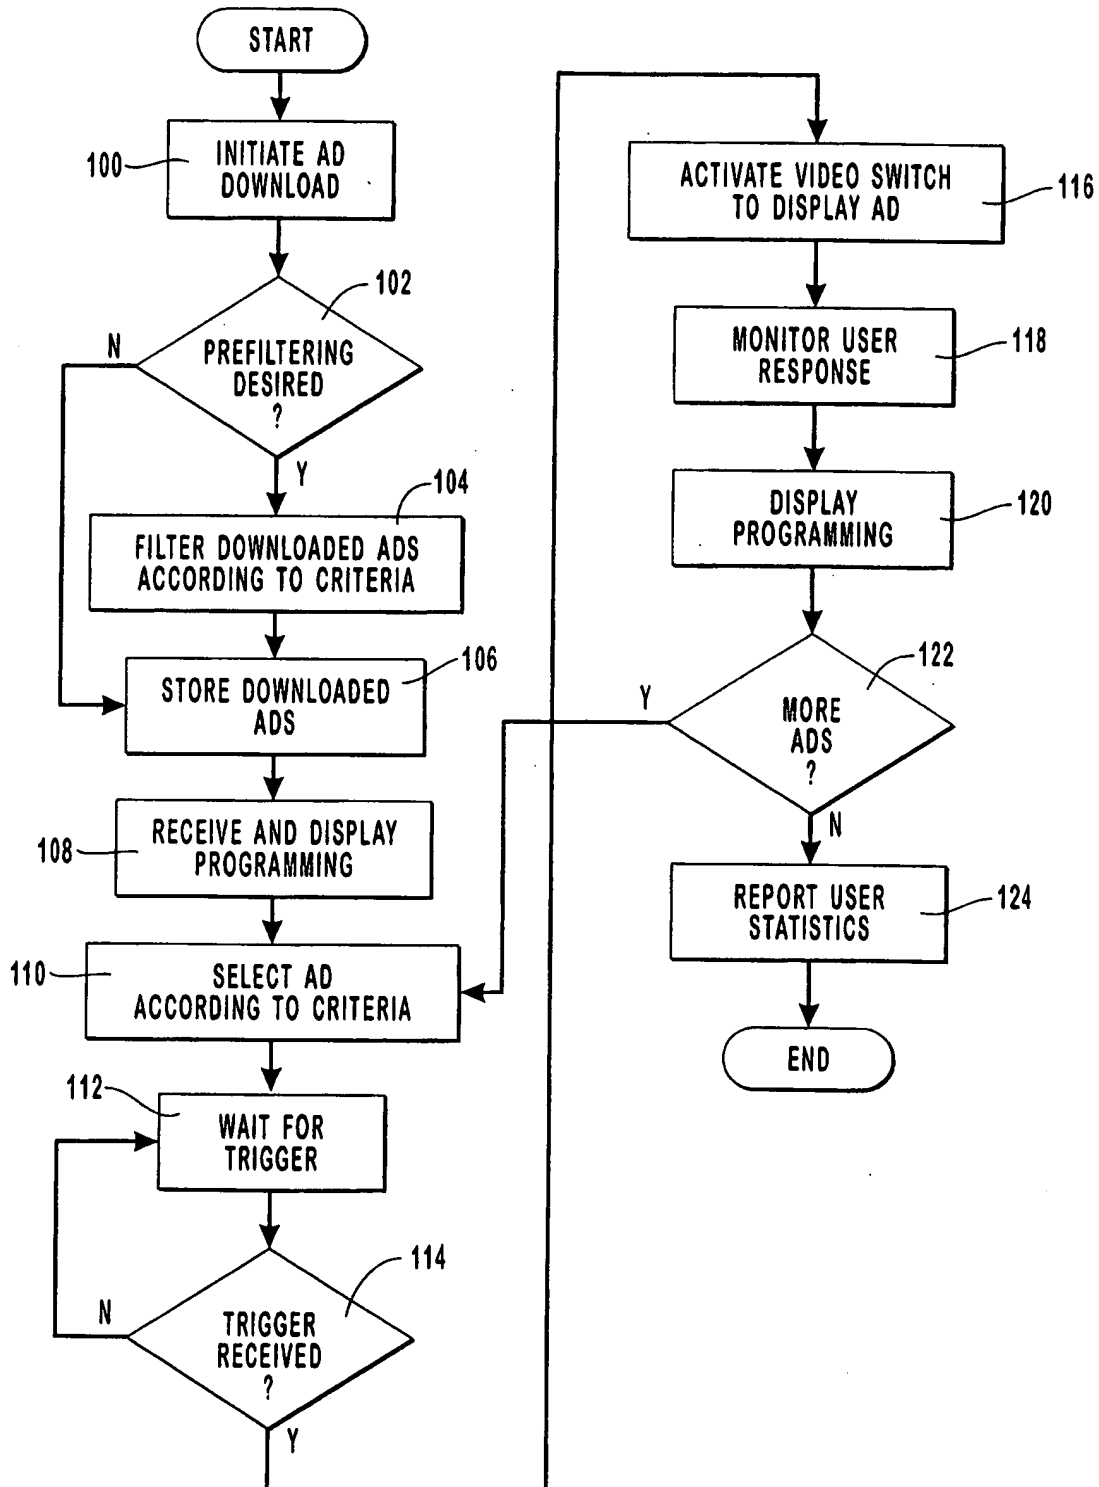 START
100
INITIATE AD
DOWNLOAD
102
N
PREFILTERING
DESIRED
?
Y
104
FILTER DOWNLOADED ADS
ACCORDING TO CRITERIA
106
STORE DOWNLOADED
ADS
108
RECEIVE AND DISPLAY
PROGRAMMING
110
SELECT AD
ACCORDING TO CRITERIA
112
WAIT FOR
TRIGGER
114
N
TRIGGER
RECEIVED
?
Y
ACTIVATE VIDEO SWITCH
TO DISPLAY AD
116
MONITOR USER
RESPONSE
118
DISPLAY
PROGRAMMING
120
122
Y
MORE
ADS
?
N
REPORT USER
STATISTICS
124
END